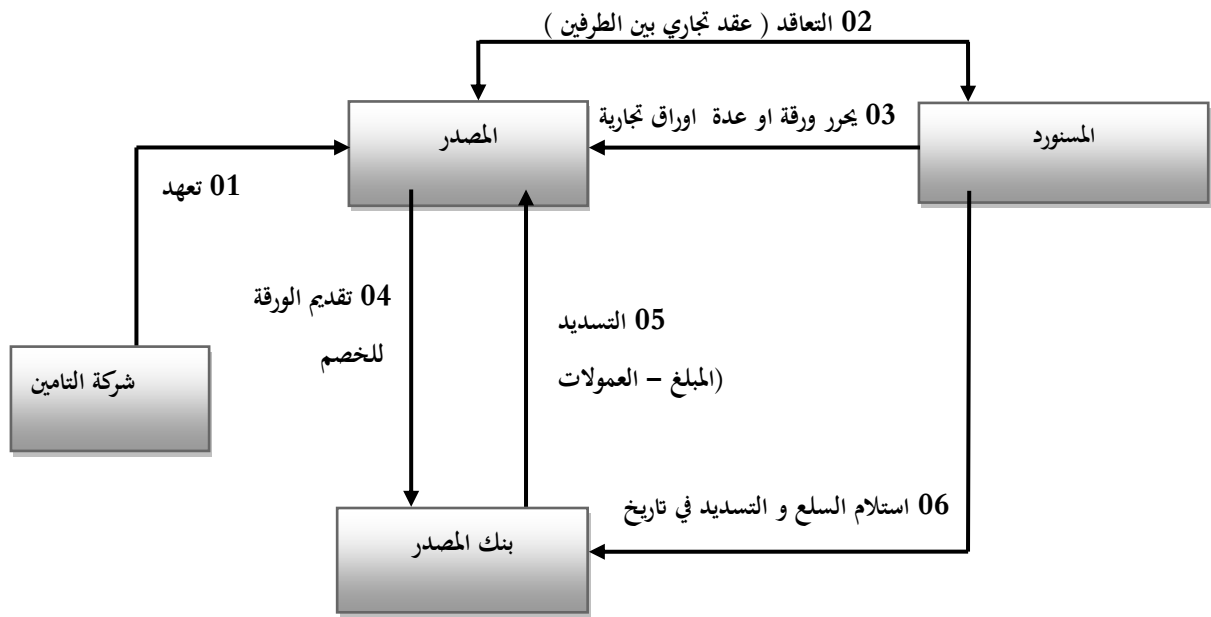 02 التعاقد ( عقد تجاري بين الطرفين )
المصدر
03 يحرر ورقة او عدة اوراق تجارية
المسنورد
01 تعهد
04 تقديم الورقة
للخصم
05 التسديد
(المبلغ – العمولات
شركة التامين
06 استلام السلع و التسديد في تاريخ
بنك المصدر